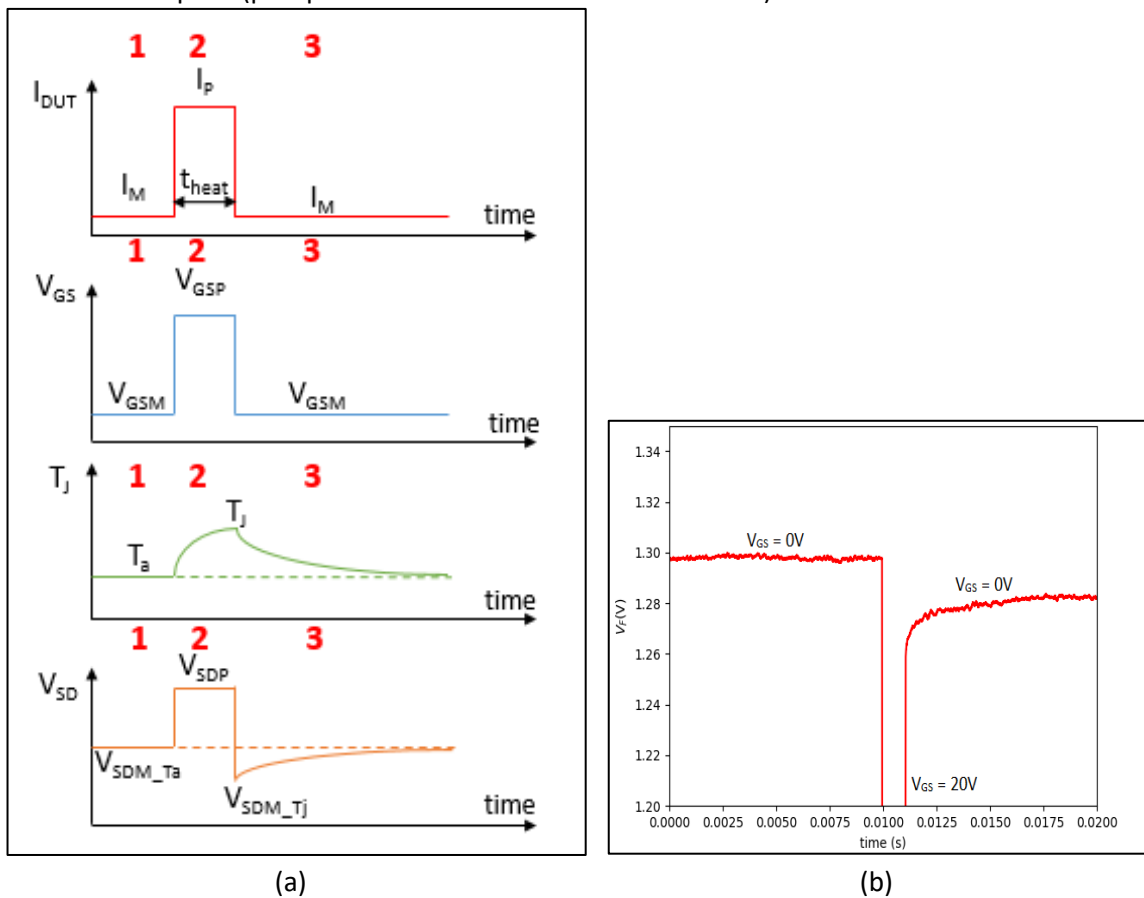 1 2 3
I_P
I_DUT
I_M t_heat I_M
time
1 2 3
V_GS V_GSP
V_GSM V_GSM
time
1 2 3
T_J
T_J
T_a
time
1 2 3
V_SD V_SDP
V_SDM_Ta
V_SDM_Tj
time
(a)
1.34
1.32
1.30
1.28
1.26
1.24
1.22
1.20
V_F(V)
V_GS = 0V
V_GS = 0V
V_GS = 20V
0.0000 0.0025 0.0050 0.0075 0.0100 0.0125 0.0150 0.0175 0.0200
time (s)
(b)